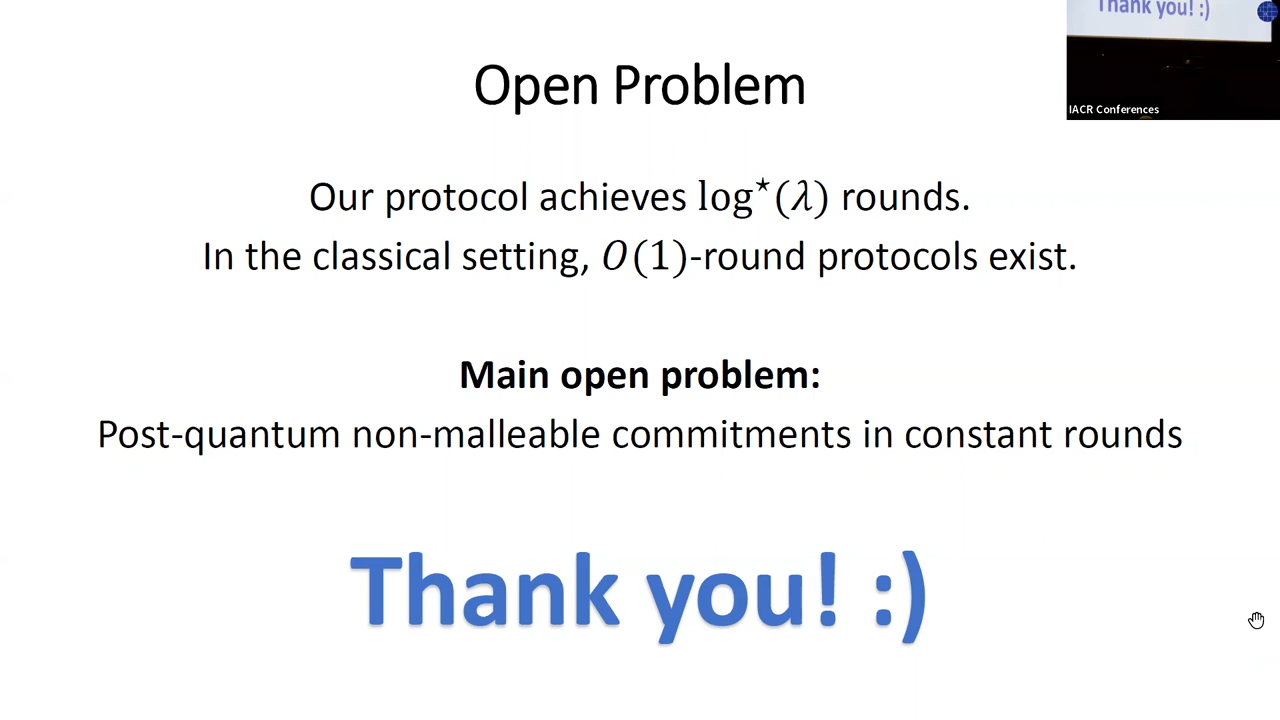 Thank you! :)
IACR Conferences
Open Problem
Our protocol achieves log⋆(λ) rounds.
In the classical setting, O(1)-round protocols exist.
Main open problem:
Post-quantum non-malleable commitments in constant rounds
Thank you! :)